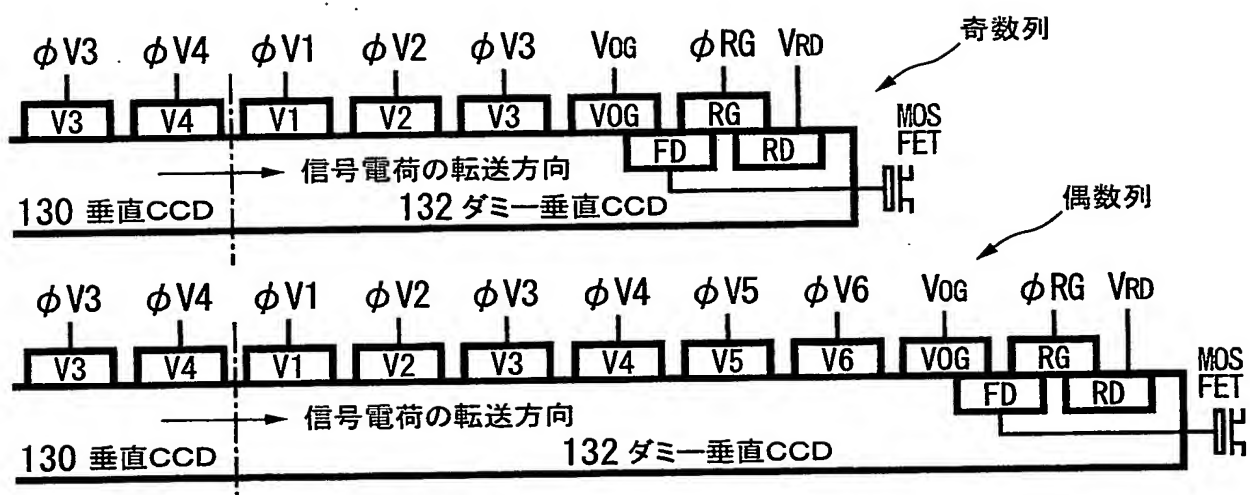 奇数列
φV3 φV4 φV1 φV2 φV3 VOG φRG VRD
V3 V4 V1 V2 V3 VOG RG
MOS
FET
FD RD
信号電荷の転送方向
130 垂直CCD 132 ダミー垂直CCD
偶数列
φV3 φV4 φV1 φV2 φV3 φV4 φV5 φV6 VOG φRG VRD
V3 V4 V1 V2 V3 V4 V5 V6 VOG RG
MOS
FET
FD RD
信号電荷の転送方向
130 垂直CCD 132 ダミー垂直CCD